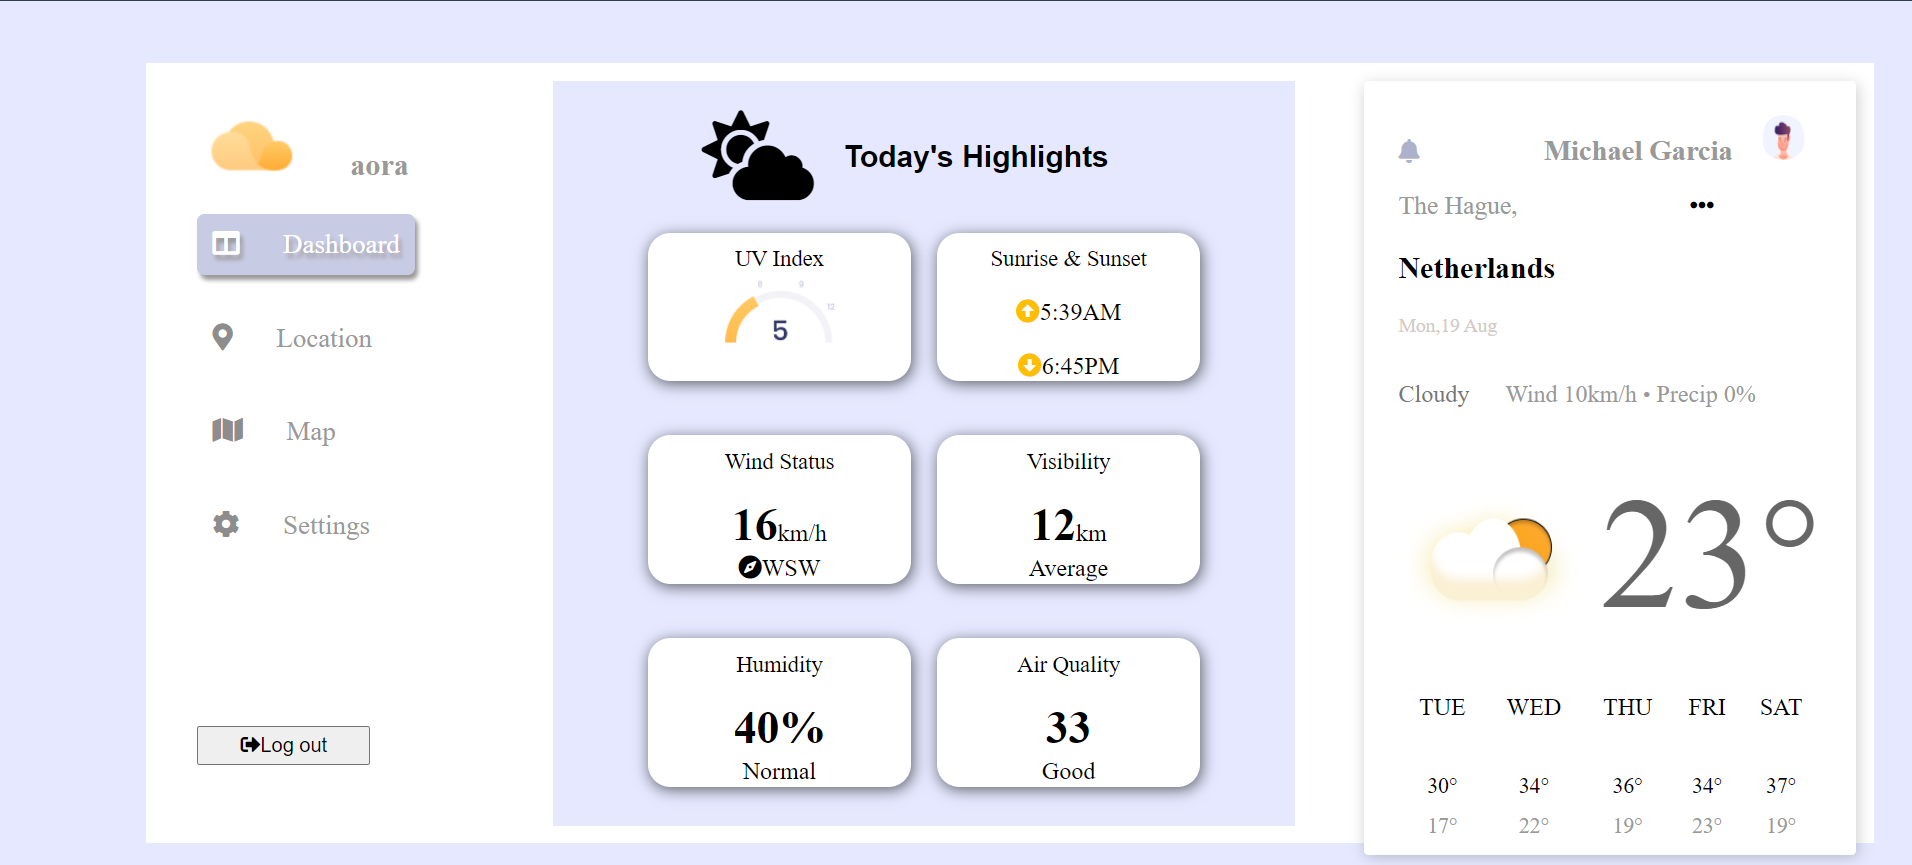 aora
Dashboard
Location
Map
Settings
Log out
Today's Highlights
UV Index
8 9
12
5
Sunrise & Sunset
5:39AM
6:45PM
Wind Status
16km/h
WSW
Visibility
12km
Average
Humidity
40%
Normal
Air Quality
33
Good
Michael Garcia
The Hague,
•••
Netherlands
Mon,19 Aug
Cloudy Wind 10km/h • Precip 0%
23°
TUE WED THU FRI SAT
30° 34° 36° 34° 37°
17° 22° 19° 23° 19°